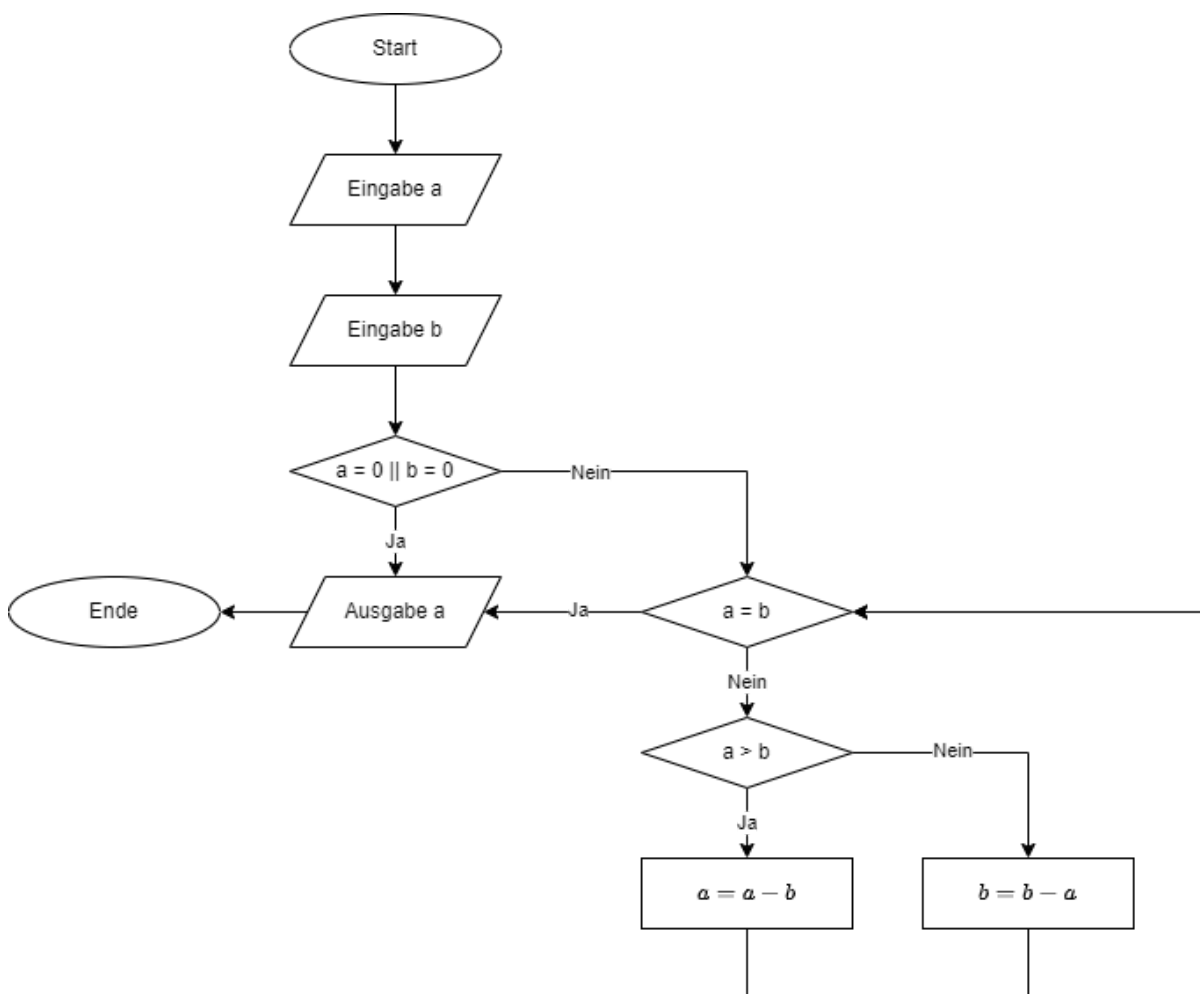 Start
Eingabe a
Eingabe b
a = 0 || b = 0
Nein
Ja
Ende
Ausgabe a
Ja
a = b
Nein
a > b
Nein
Ja
a = a − b
b = b − a